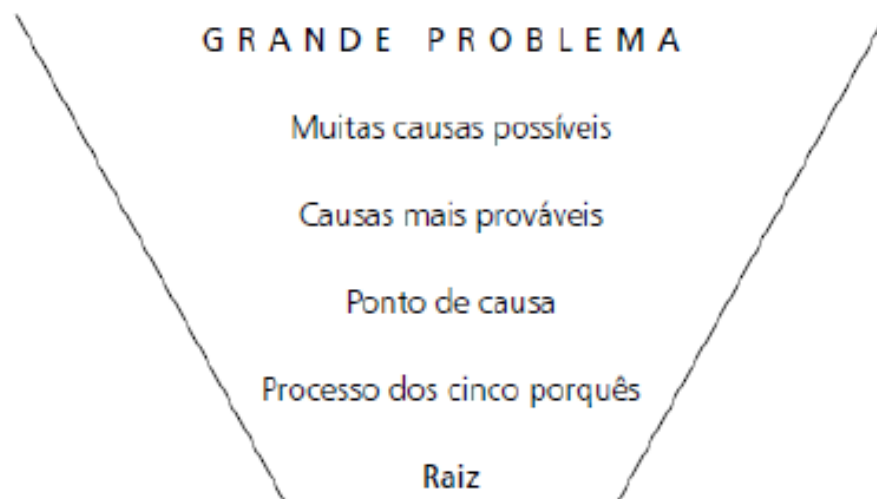 GRANDE PROBLEMA
Muitas causas possíveis
Causas mais prováveis
Ponto de causa
Processo dos cinco porquês
Raiz